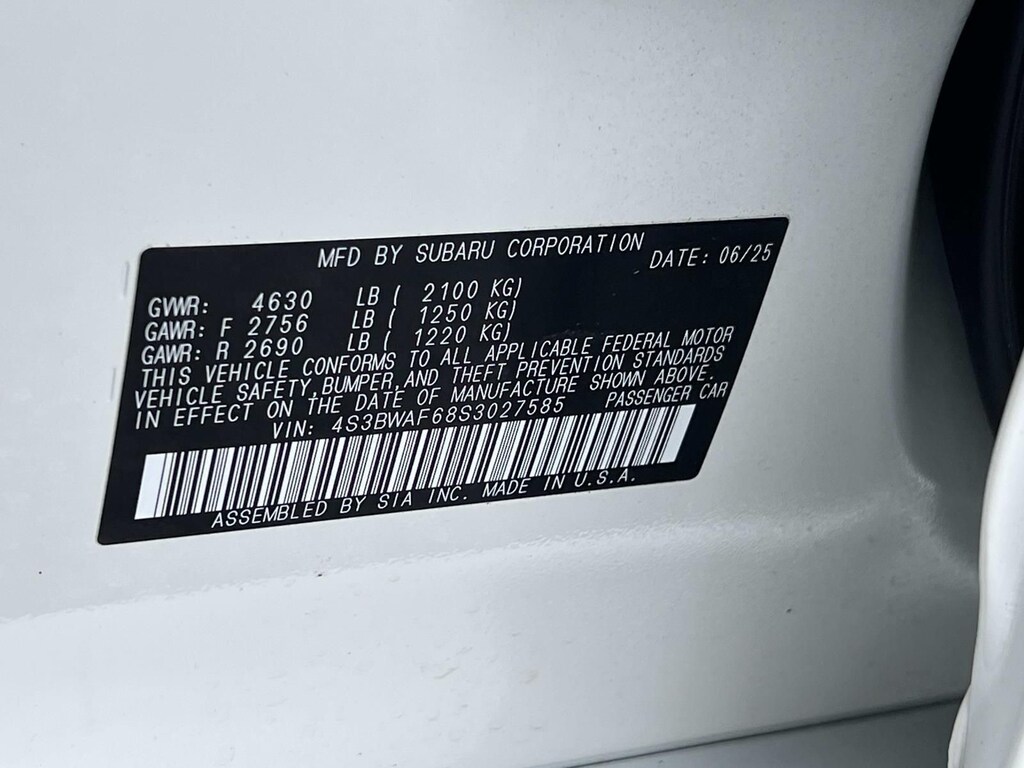 MFD BY SUBARU CORPORATION DATE: 06/25
GVWR: 4630 LB ( 2100 KG)
GAWR: F 2756 LB ( 1250 KG)
GAWR: R 2690 LB ( 1220 KG)
THIS VEHICLE CONFORMS TO ALL APPLICABLE FEDERAL MOTOR
VEHICLE SAFETY,BUMPER,AND THEFT PREVENTION STANDARDS
IN EFFECT ON THE DATE OF MANUFACTURE SHOWN ABOVE.
VIN: 4S3BWAF68S3027585 PASSENGER CAR
ASSEMBLED BY SIA INC. MADE IN U.S.A.